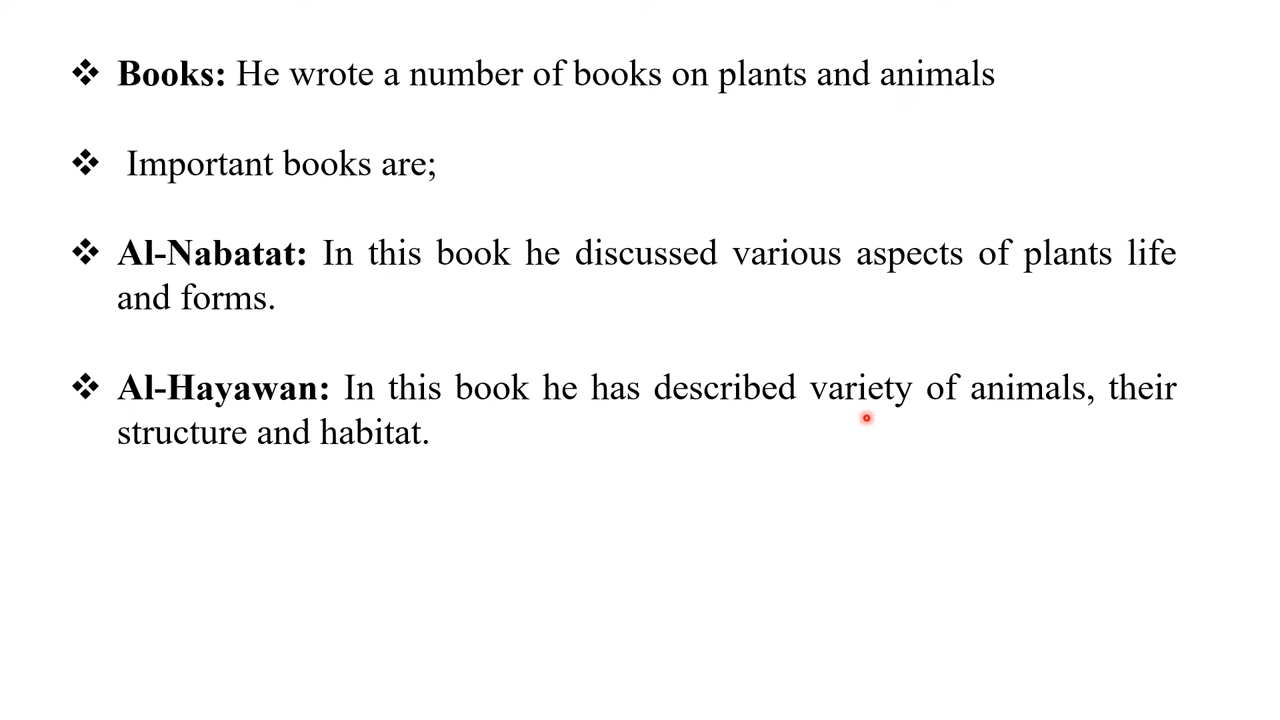 ❖ Books: He wrote a number of books on plants and animals
❖ Important books are;
❖ Al-Nabatat: In this book he discussed various aspects of plants life
and forms.
❖ Al-Hayawan: In this book he has described variety of animals, their
structure and habitat.